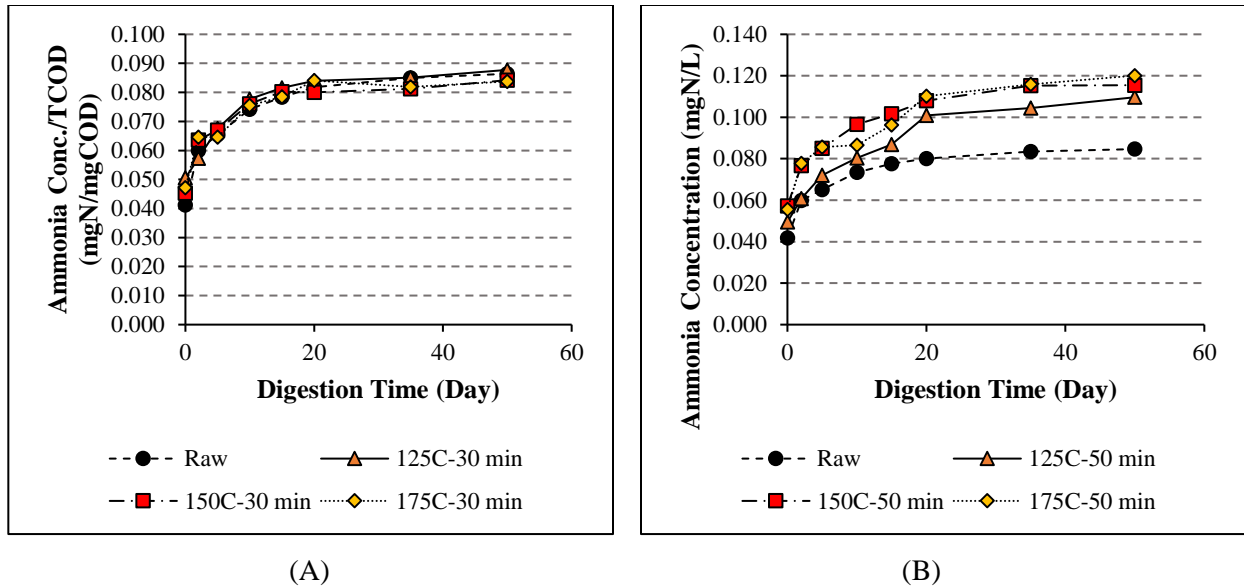 Ammonia Conc./TCOD
(mgN/mgCOD)
0.100
0.090
0.080
0.070
0.060
0.050
0.040
0.030
0.020
0.010
0.000
0 20 40 60
Digestion Time (Day)
Raw 125C-30 min
150C-30 min 175C-30 min
(A)
Ammonia Concentration (mgN/L)
0.140
0.120
0.100
0.080
0.060
0.040
0.020
0.000
0 20 40 60
Digestion Time (Day)
Raw 125C-50 min
150C-50 min 175C-50 min
(B)